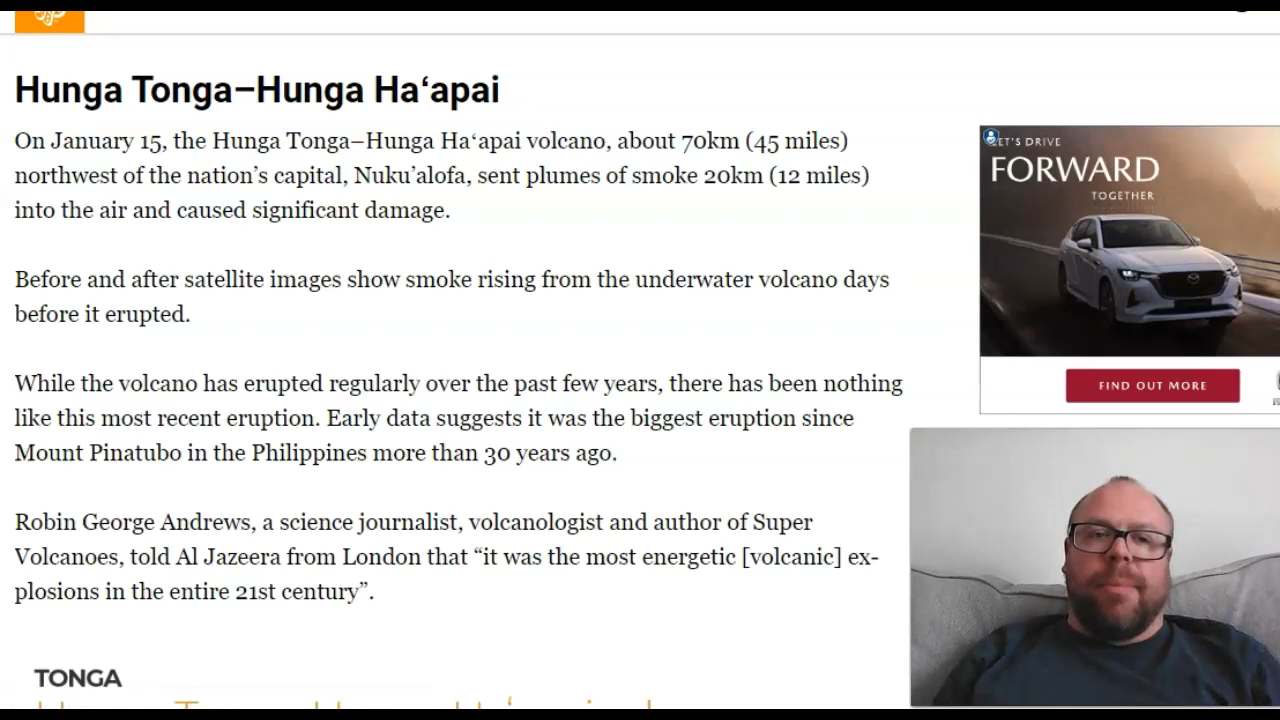 Hunga Tonga–Hunga Haʻapai
On January 15, the Hunga Tonga–Hunga Haʻapai volcano, about 70km (45 miles)
northwest of the nation’s capital, Nuku’alofa, sent plumes of smoke 20km (12 miles)
into the air and caused significant damage.
Before and after satellite images show smoke rising from the underwater volcano days
before it erupted.
While the volcano has erupted regularly over the past few years, there has been nothing
like this most recent eruption. Early data suggests it was the biggest eruption since
Mount Pinatubo in the Philippines more than 30 years ago.
Robin George Andrews, a science journalist, volcanologist and author of Super
Volcanoes, told Al Jazeera from London that “it was the most energetic [volcanic] ex-
plosions in the entire 21st century”.
TONGA
LET'S DRIVE
FORWARD
TOGETHER
FIND OUT MORE